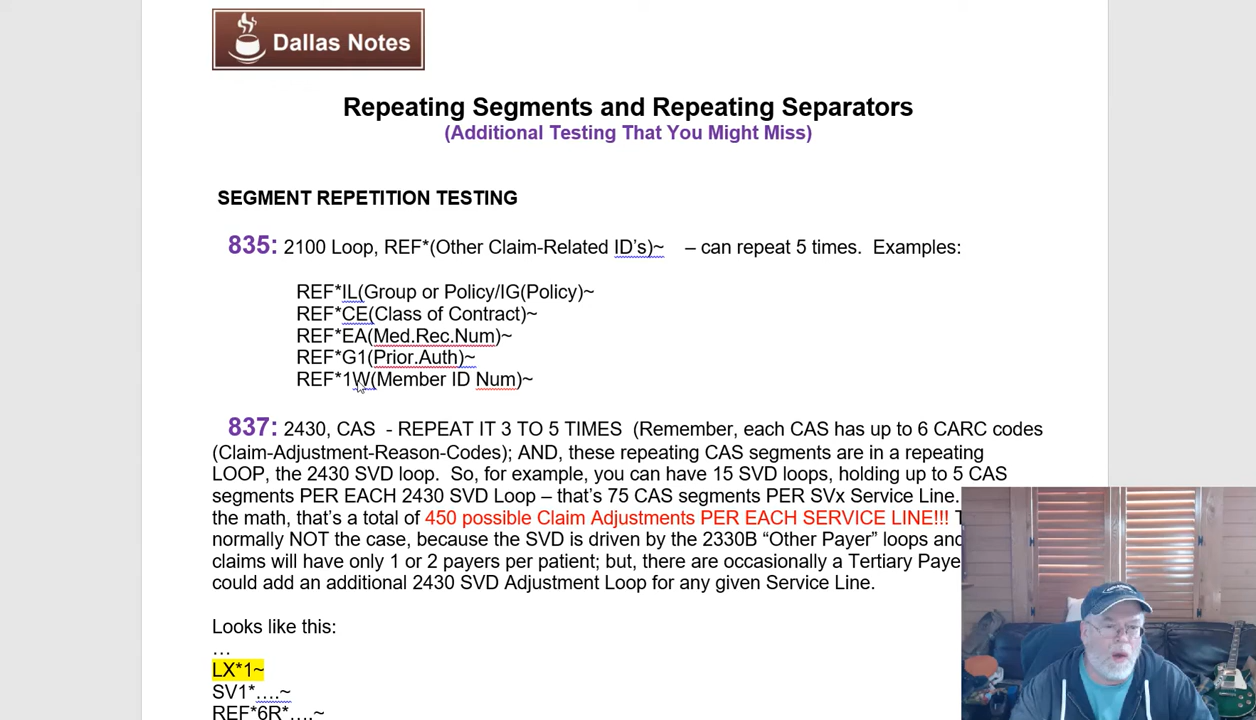 Dallas Notes
Repeating Segments and Repeating Separators
(Additional Testing That You Might Miss)
SEGMENT REPETITION TESTING
835: 2100 Loop, REF*(Other Claim-Related ID’s)~ – can repeat 5 times. Examples:
REF*IL(Group or Policy/IG(Policy)~
REF*CE(Class of Contract)~
REF*EA(Med.Rec.Num)~
REF*G1(Prior.Auth)~
REF*1W(Member ID Num)~
837: 2430, CAS - REPEAT IT 3 TO 5 TIMES (Remember, each CAS has up to 6 CARC codes
(Claim-Adjustment-Reason-Codes); AND, these repeating CAS segments are in a repeating
LOOP, the 2430 SVD loop. So, for example, you can have 15 SVD loops, holding up to 5 CAS
segments PER EACH 2430 SVD Loop – that’s 75 CAS segments PER SVx Service Line.
the math, that’s a total of 450 possible Claim Adjustments PER EACH SERVICE LINE!!!
normally NOT the case, because the SVD is driven by the 2330B “Other Payer” loops and
claims will have only 1 or 2 payers per patient; but, there are occasionally a Tertiary
could add an additional 2430 SVD Adjustment Loop for any given Service Line.
Looks like this:
…
LX*1~
SV1*….~
REF*6R*….~